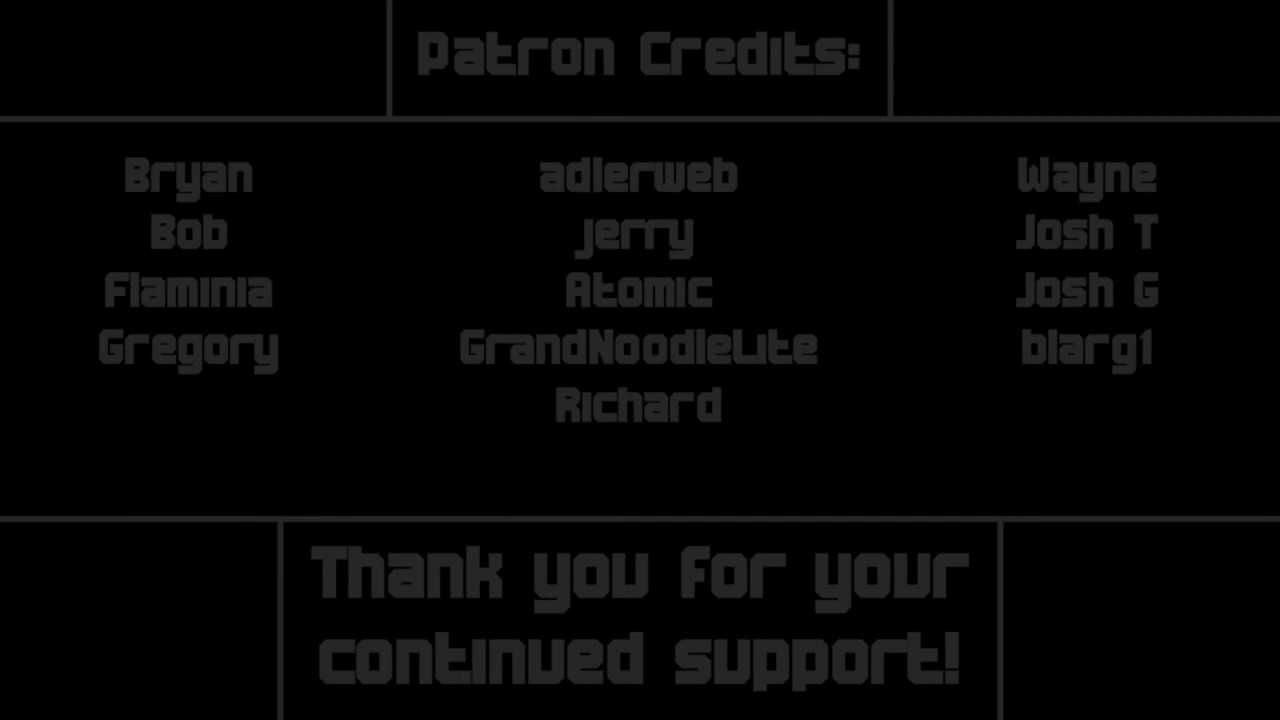 Patron Credits:
Bryan
Bob
Flaminia
Gregory
adlerweb
jerry
Atomic
GrandNoodleLite
Richard
Wayne
Josh T
Josh G
blarg1
Thank you for your
continued support!